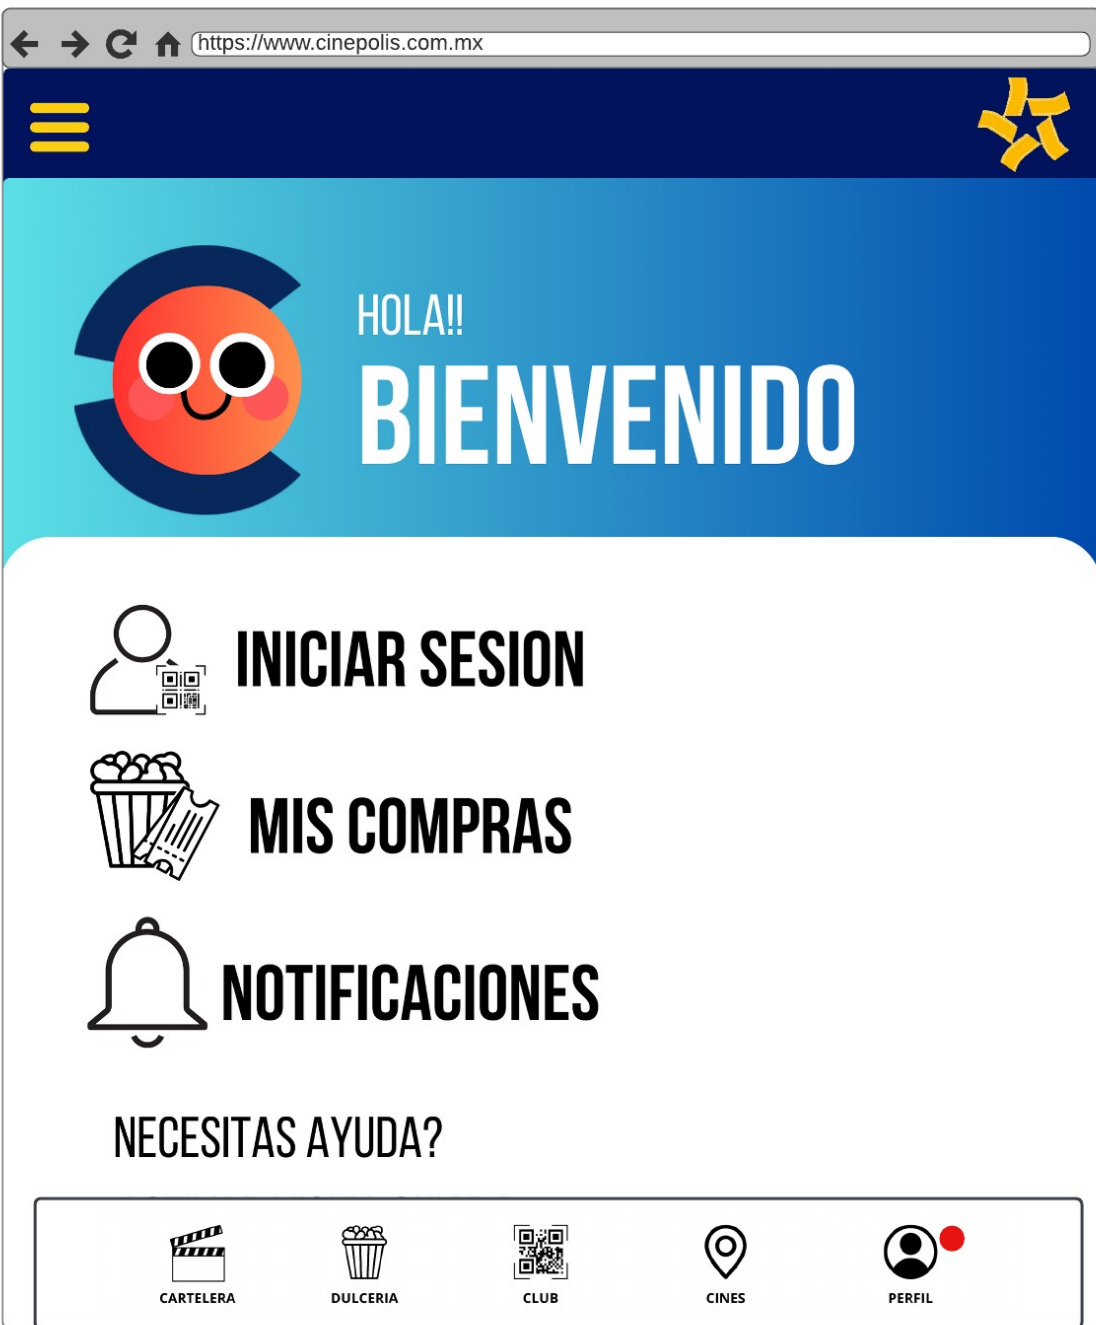 https://www.cinepolis.com.mx
HOLA!!
BIENVENIDO
INICIAR SESION
MIS COMPRAS
NOTIFICACIONES
NECESITAS AYUDA?
CARTELERA
DULCERIA
CLUB
CINES
PERFIL